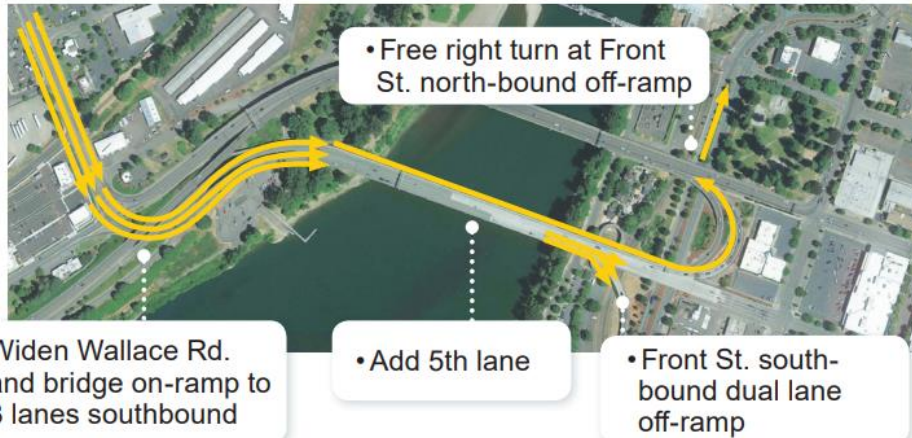 • Free right turn at Front
St. north-bound off-ramp
Widen Wallace Rd.
and bridge on-ramp to
3 lanes southbound
• Add 5th lane
• Front St. south-
bound dual lane
off-ramp